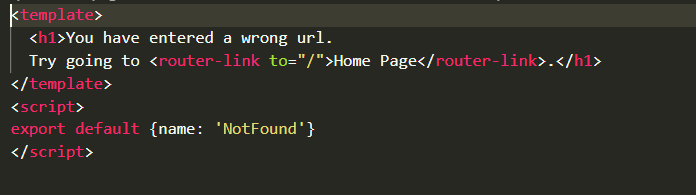 <template>
<h1>You have entered a wrong url.
Try going to <router-link to="/">Home Page</router-link>.</h1>
</template>
<script>
export default {name: 'NotFound'}
</script>